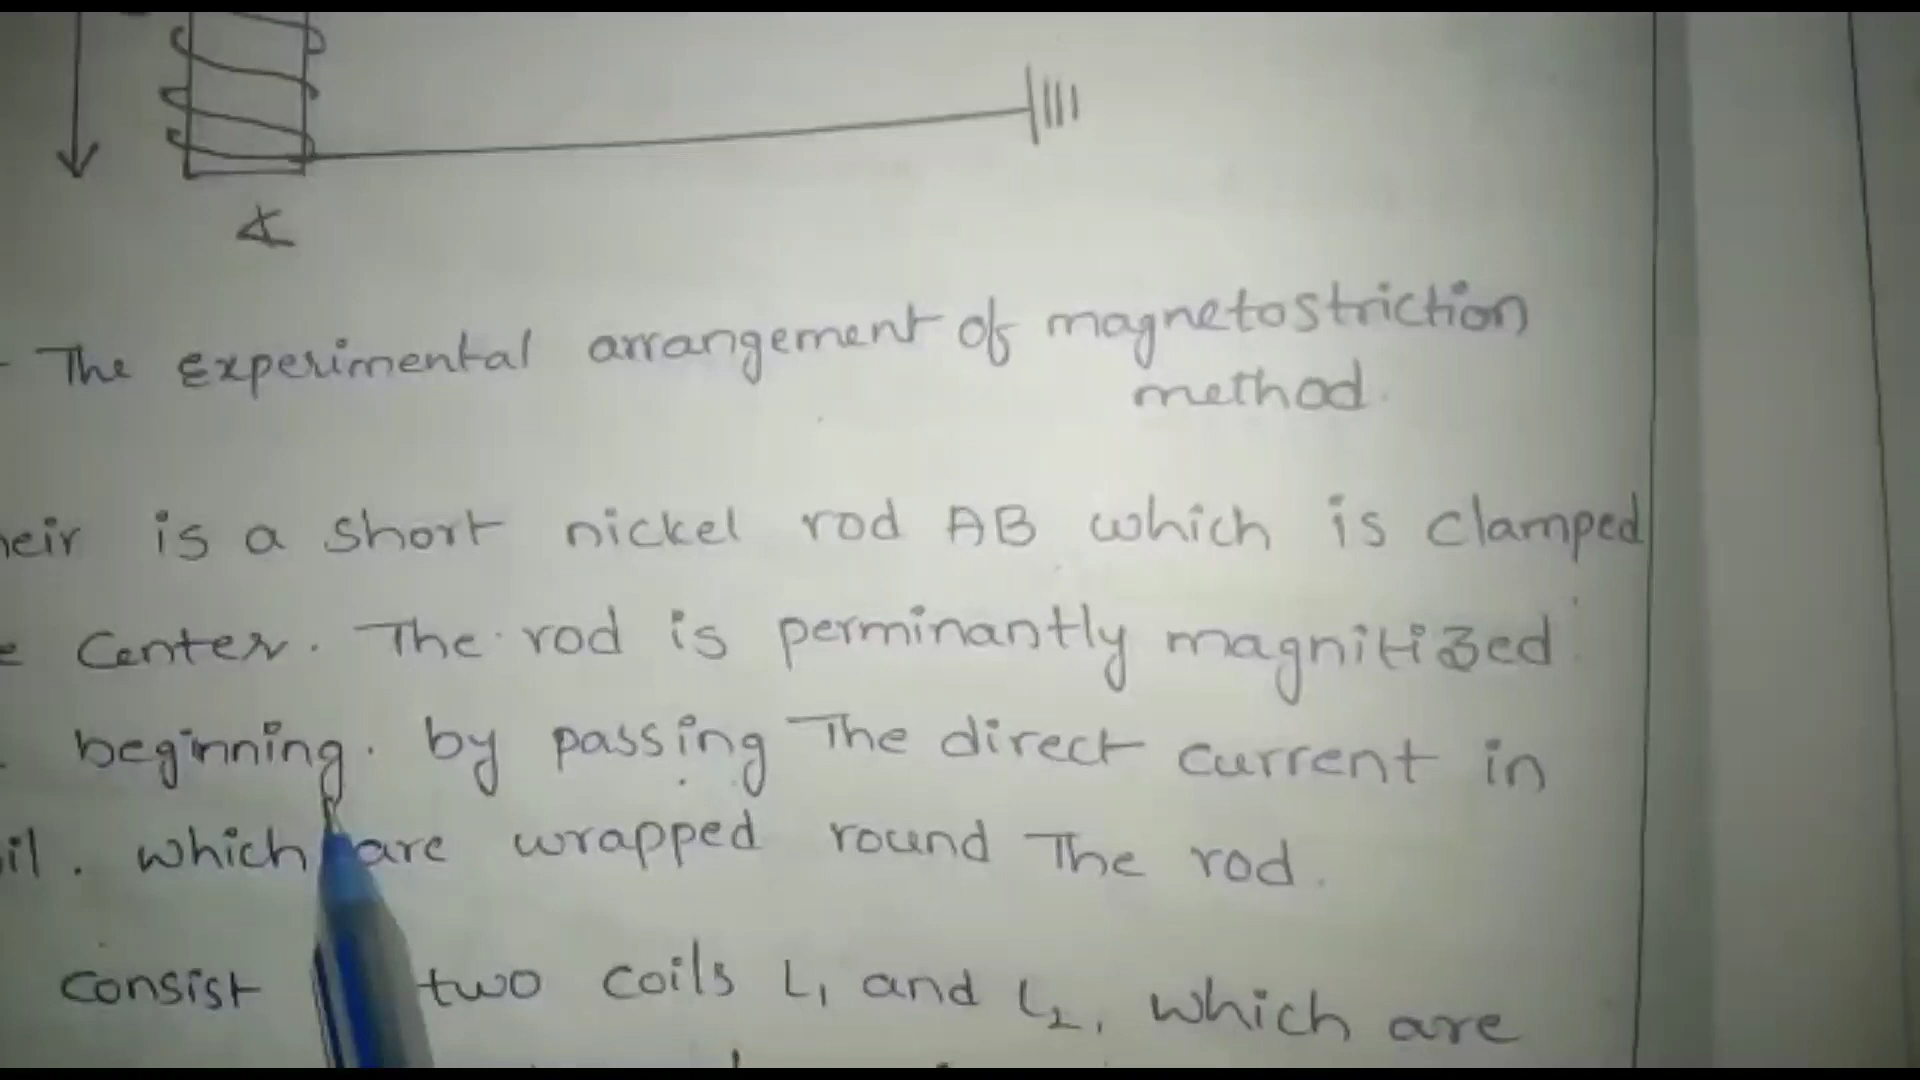 A
The Experimental arrangement of magnetostriction
method.
heir is a short nickel rod AB which is clamped
e Center. The rod is perminantly magnitized
beginning. by passing The direct current in
il. which are wrapped round The rod.
consist two coils L₁ and L₂, which are